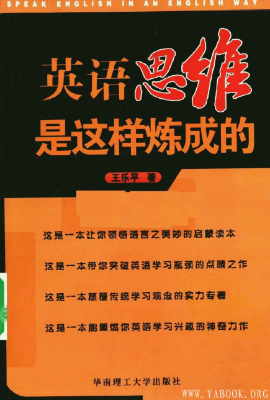 SPEAK ENGLISH IN AN ENGLISH WAY
英语思维
是这样炼成的
王乐平 著
这是一本让你领悟语言之美妙的启蒙读本
这是一本带你突破英语学习瓶颈的点睛之作
这是一本颠覆传统学习观念的实力专著
这是一本能重燃你英语学习兴趣的神奇力作
华南理工大学出版社
WWW.YABOOK.ORG